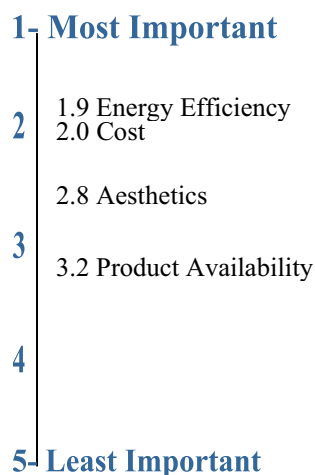 1- Most Important
1.9 Energy Efficiency
2
2.0 Cost
2.8 Aesthetics
3
3.2 Product Availability
4
5- Least Important